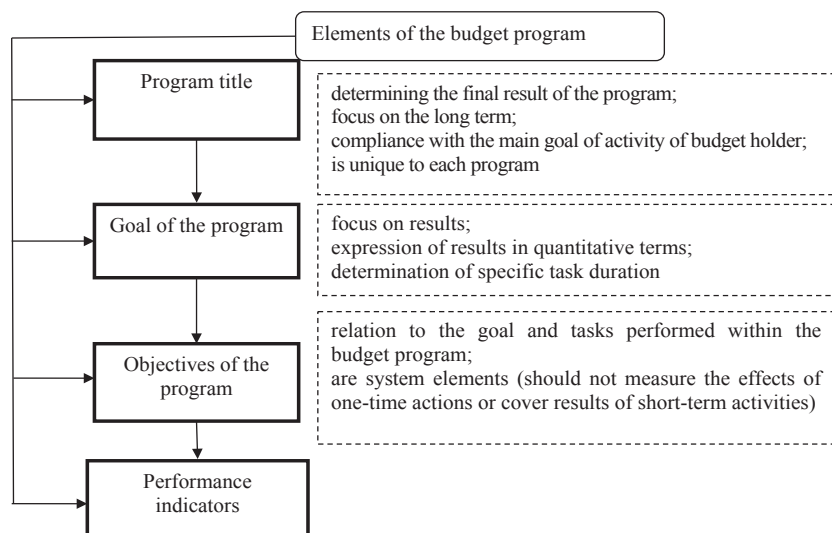 Elements of the budget program
Program title
determining the final result of the program;
focus on the long term;
compliance with the main goal of activity of budget holder;
is unique to each program
Goal of the program
focus on results;
expression of results in quantitative terms;
determination of specific task duration
Objectives of the
program
relation to the goal and tasks performed within the
budget program;
are system elements (should not measure the effects of
one-time actions or cover results of short-term activities)
Performance
indicators